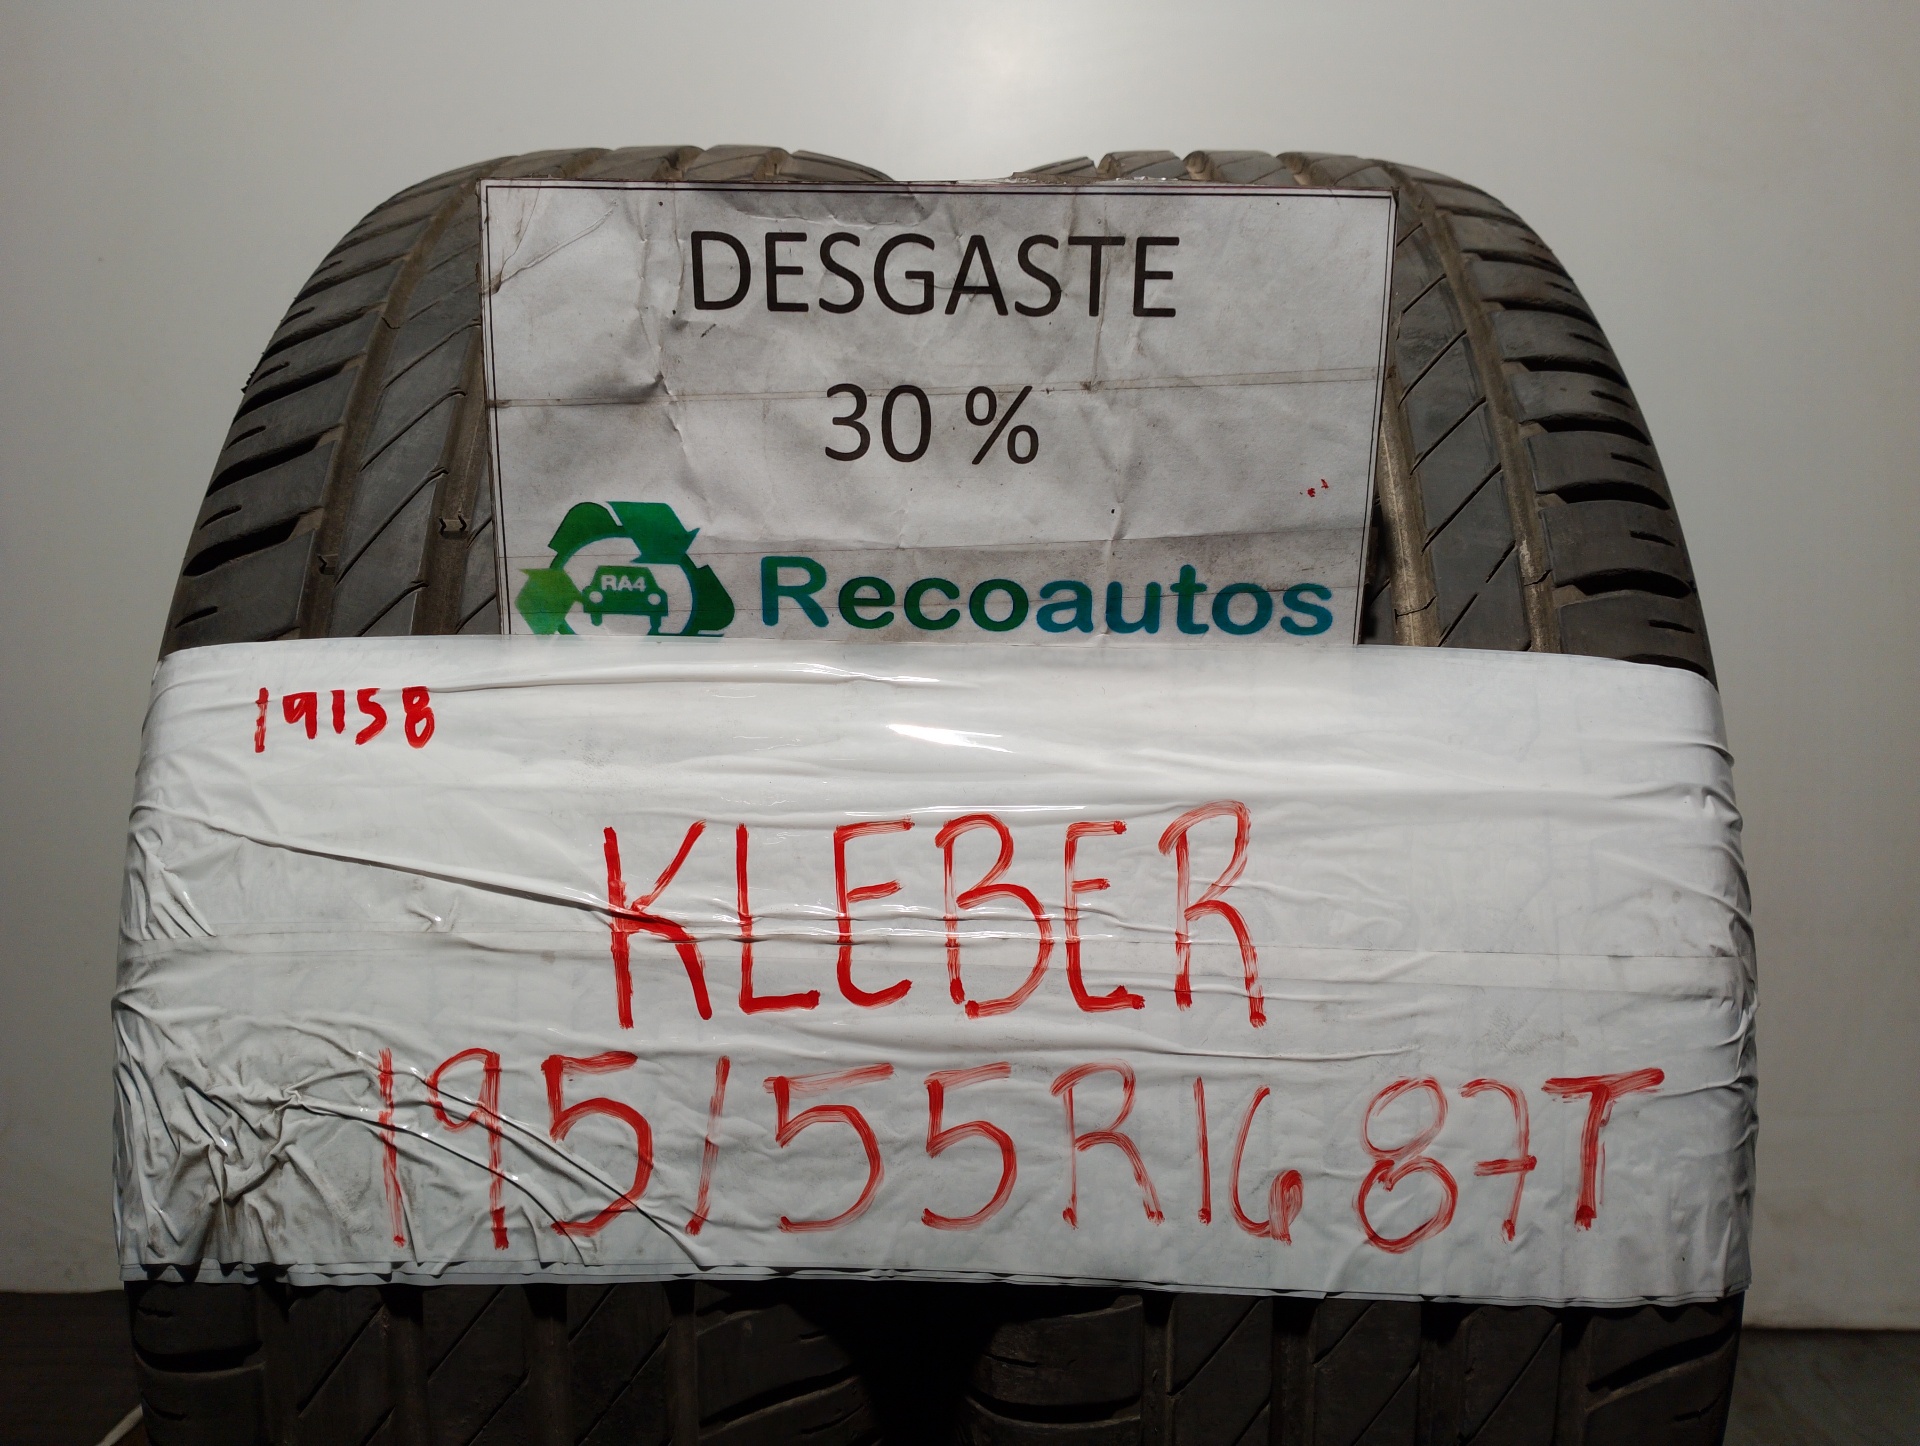 DESGASTE
30 %
RA4
Recoautos
19158
KLEBER
195/55R16 87T